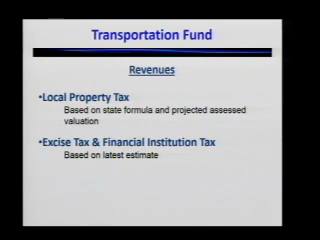 Transportation Fund
Revenues
•Local Property Tax
Based on state formula and projected assessed
valuation
•Excise Tax & Financial Institution Tax
Based on latest estimate